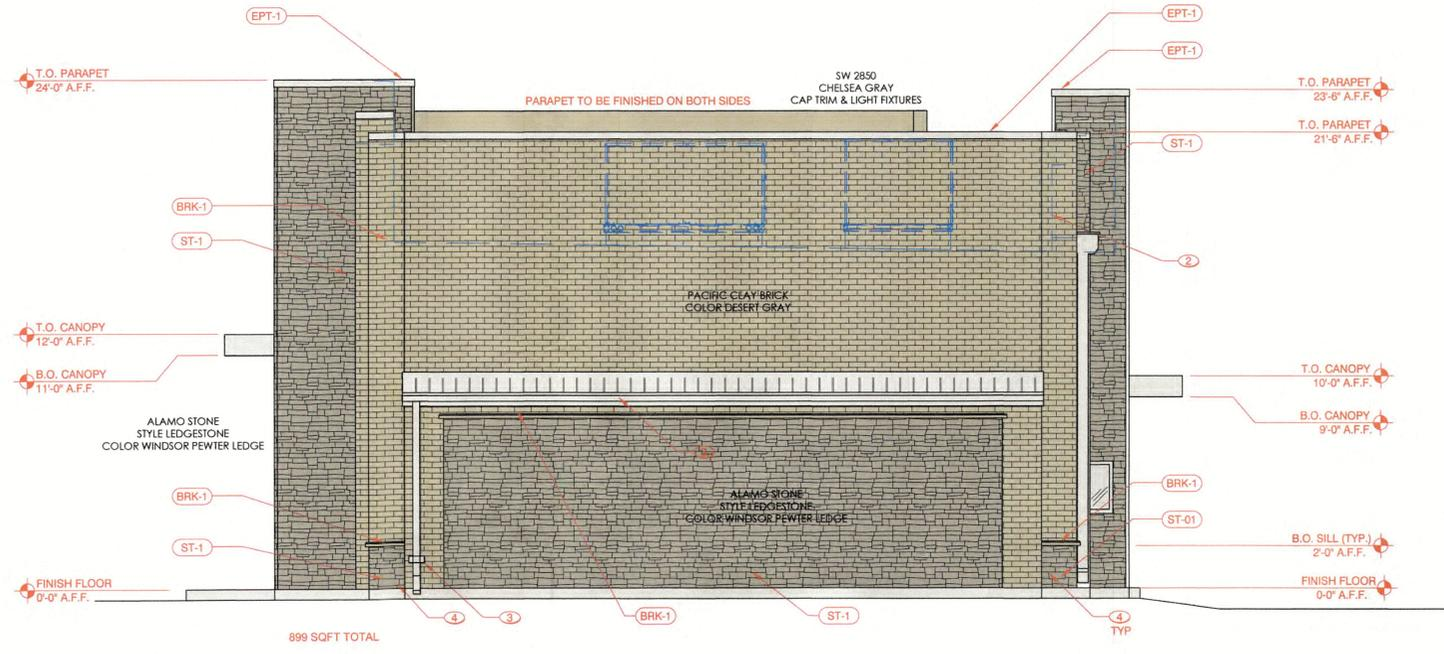 EPT-1
EPT-1
EPT-1
T.O. PARAPET
24'-0" A.F.F.
SW 2850
CHELSEA GRAY
CAP TRIM & LIGHT FIXTURES
PARAPET TO BE FINISHED ON BOTH SIDES
T.O. PARAPET
23'-6" A.F.F.
T.O. PARAPET
21'-6" A.F.F.
ST-1
BRK-1
ST-1
2
PACIFIC CLAY BRICK
COLOR DESERT GRAY
T.O. CANOPY
12'-0" A.F.F.
B.O. CANOPY
11'-0" A.F.F.
T.O. CANOPY
10'-0" A.F.F.
B.O. CANOPY
9'-0" A.F.F.
ALAMO STONE
STYLE LEDGESTONE
COLOR WINDSOR PEWTER LEDGE
BRK-1
ALAMO STONE
STYLE LEDGESTONE
COLOR WINDSOR PEWTER LEDGE
BRK-1
ST-01
ST-1
B.O. SILL (TYP.)
2'-0" A.F.F.
FINISH FLOOR
0'-0" A.F.F.
FINISH FLOOR
0-0" A.F.F.
4
3
BRK-1
ST-1
4
TYP
899 SQFT TOTAL